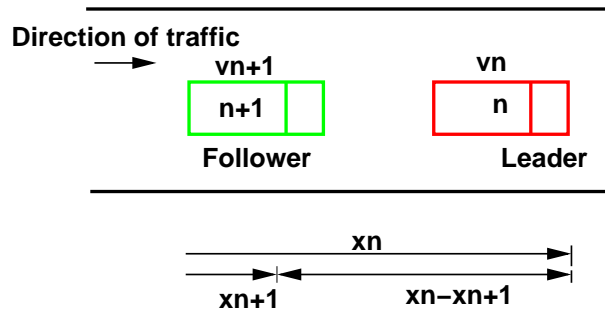 Direction of traffic
vn+1 vn
n+1 n
Follower Leader
xn
xn+1 xn−xn+1